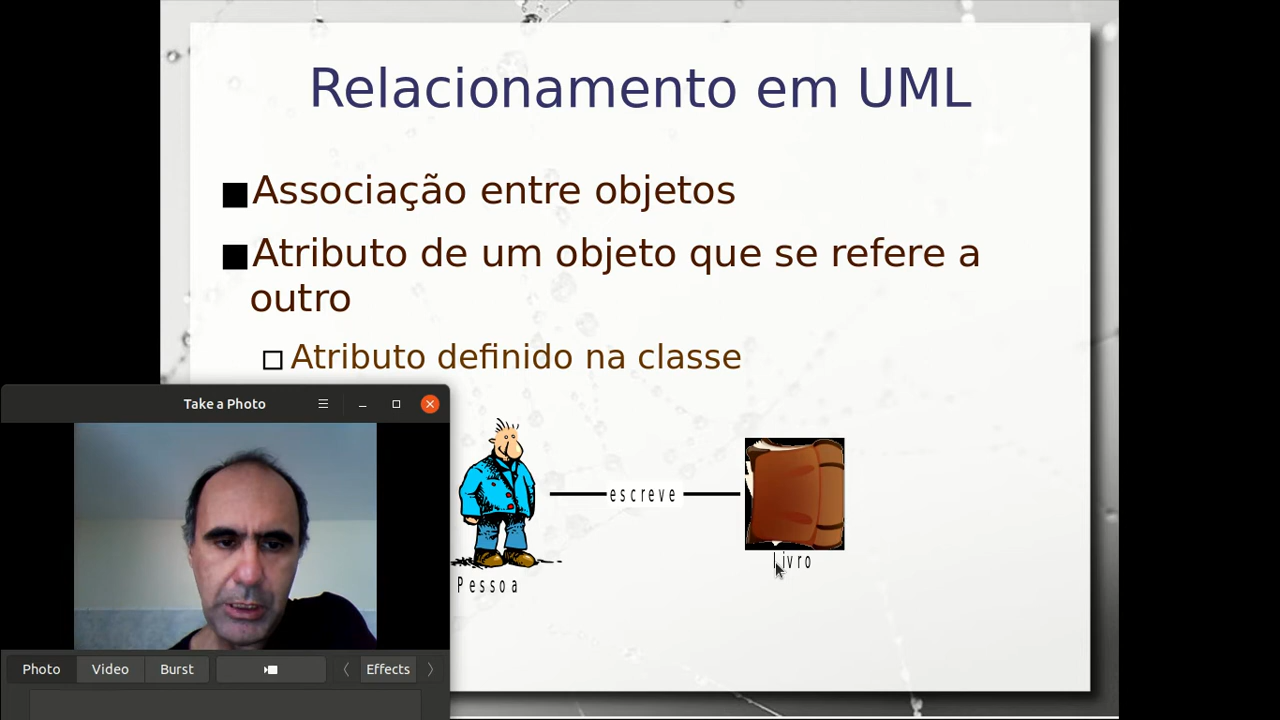 Relacionamento em UML
Associação entre objetos
Atributo de um objeto que se refere a
outro
Atributo definido na classe
Take a Photo
escreve
Livro
Pessoa
Photo Video Burst Effects